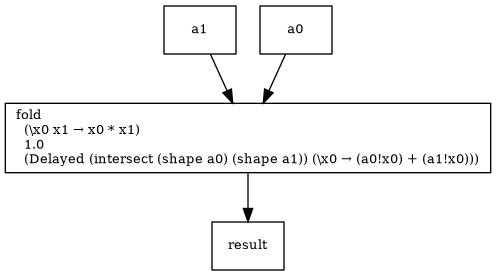 a1
a0
fold
(\x0 x1 → x0 * x1)
1.0
(Delayed (intersect (shape a0) (shape a1)) (\x0 → (a0!x0) + (a1!x0)))
result